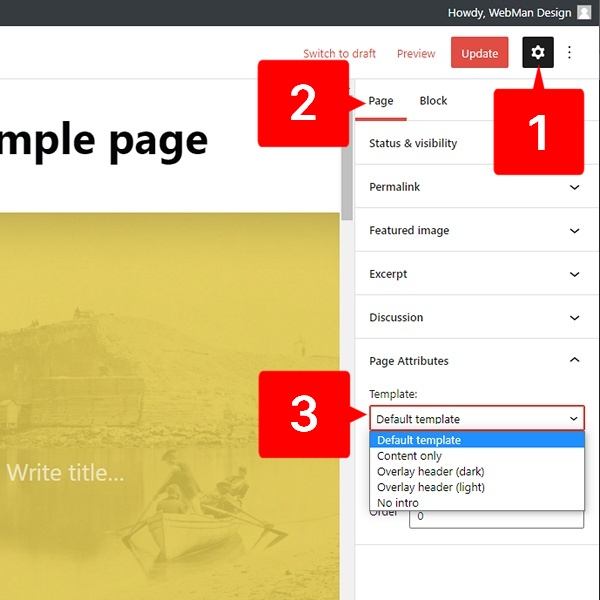 Howdy, WebMan Design
Switch to draft Preview Update
2
Page Block
1
mple page
Status & visibility
Permalink
Featured image
Excerpt
Discussion
Page Attributes
Template:
3
Default template
Default template
Content only
Overlay header (dark)
Overlay header (light)
No intro
Write title...
Order 0